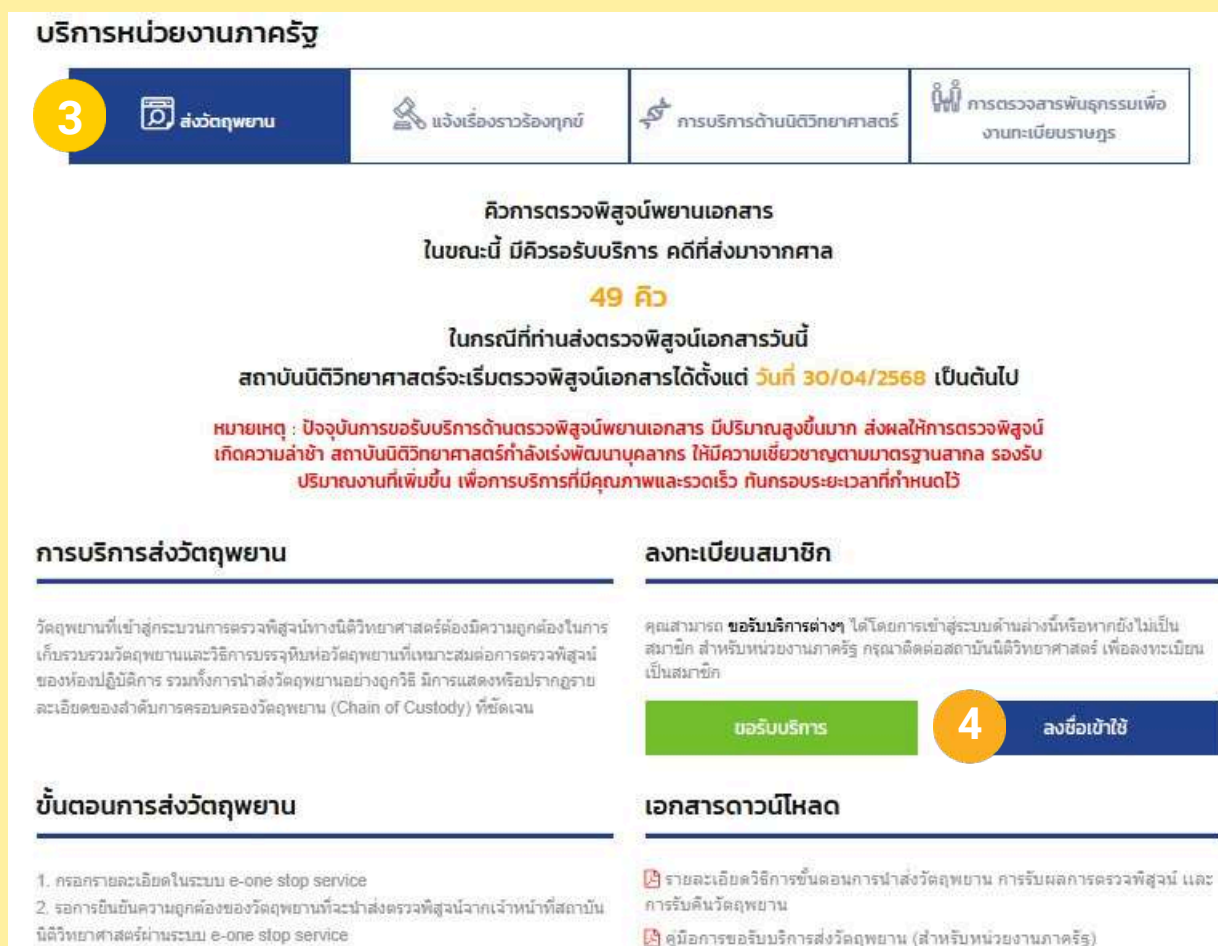 บริการหน่วยงานภาครัฐ
3
ส่งวัตถุพยาน
แจ้งเรื่องราวร้องทุกข์
การบริการด้านนิติวิทยาศาสตร์
การตรวจสารพันธุกรรมเพื่อ
งานทะเบียนราษฎร
คิวการตรวจพิสูจน์พยานเอกสาร
ในขณะนี้ มีคิวรอรับบริการ คดีที่ส่งมาจากศาล
49 คิว
ในกรณีที่ท่านส่งตรวจพิสูจน์เอกสารวันนี้
สถาบันนิติวิทยาศาสตร์จะเริ่มตรวจพิสูจน์เอกสารได้ตั้งแต่ วันที่ 30/04/2568 เป็นต้นไป
หมายเหตุ : ปัจจุบันการขอรับบริการด้านตรวจพิสูจน์พยานเอกสาร มีปริมาณสูงขึ้นมาก ส่งผลให้การตรวจพิสูจน์
เกิดความล่าช้า สถาบันนิติวิทยาศาสตร์กำลังเร่งพัฒนาบุคลากร ให้มีความเชี่ยวชาญตามมาตรฐานสากล รองรับ
ปริมาณงานที่เพิ่มขึ้น เพื่อการบริการที่มีคุณภาพและรวดเร็ว ทันกรอบระยะเวลาที่กำหนดไว้
การบริการส่งวัตถุพยาน
วัตถุพยานที่เข้าสู่กระบวนการตรวจพิสูจน์ทางนิติวิทยาศาสตร์ต้องมีความถูกต้องในการ
เก็บรวบรวมวัตถุพยานและวิธีการบรรจุหีบห่อวัตถุพยานที่เหมาะสมต่อการตรวจพิสูจน์
ของห้องปฏิบัติการ รวมทั้งการนำส่งวัตถุพยานอย่างถูกวิธี มีการแสดงหรือปรากฏราย
ละเอียดของลำดับการครอบครองวัตถุพยาน (Chain of Custody) ที่ชัดเจน
ลงทะเบียนสมาชิก
คุณสามารถ ขอรับบริการต่างๆ ได้โดยการเข้าสู่ระบบด้านล่างนี้หรือหากยังไม่เป็น
สมาชิก สำหรับหน่วยงานภาครัฐ กรุณาติดต่อสถาบันนิติวิทยาศาสตร์ เพื่อลงทะเบียน
เป็นสมาชิก
ขอรับบริการ
4
ลงชื่อเข้าใช้
ขั้นตอนการส่งวัตถุพยาน
1. กรอกรายละเอียดในระบบ e-one stop service
2. รอการยืนยันความถูกต้องของวัตถุพยานที่จะนำส่งตรวจพิสูจน์จากเจ้าหน้าที่สถาบัน
นิติวิทยาศาสตร์ผ่านระบบ e-one stop service
เอกสารดาวน์โหลด
รายละเอียดวิธีการขั้นตอนการนำส่งวัตถุพยาน การรับผลการตรวจพิสูจน์ และ
การรับคืนวัตถุพยาน
คู่มือการขอรับบริการส่งวัตถุพยาน (สำหรับหน่วยงานภาครัฐ)